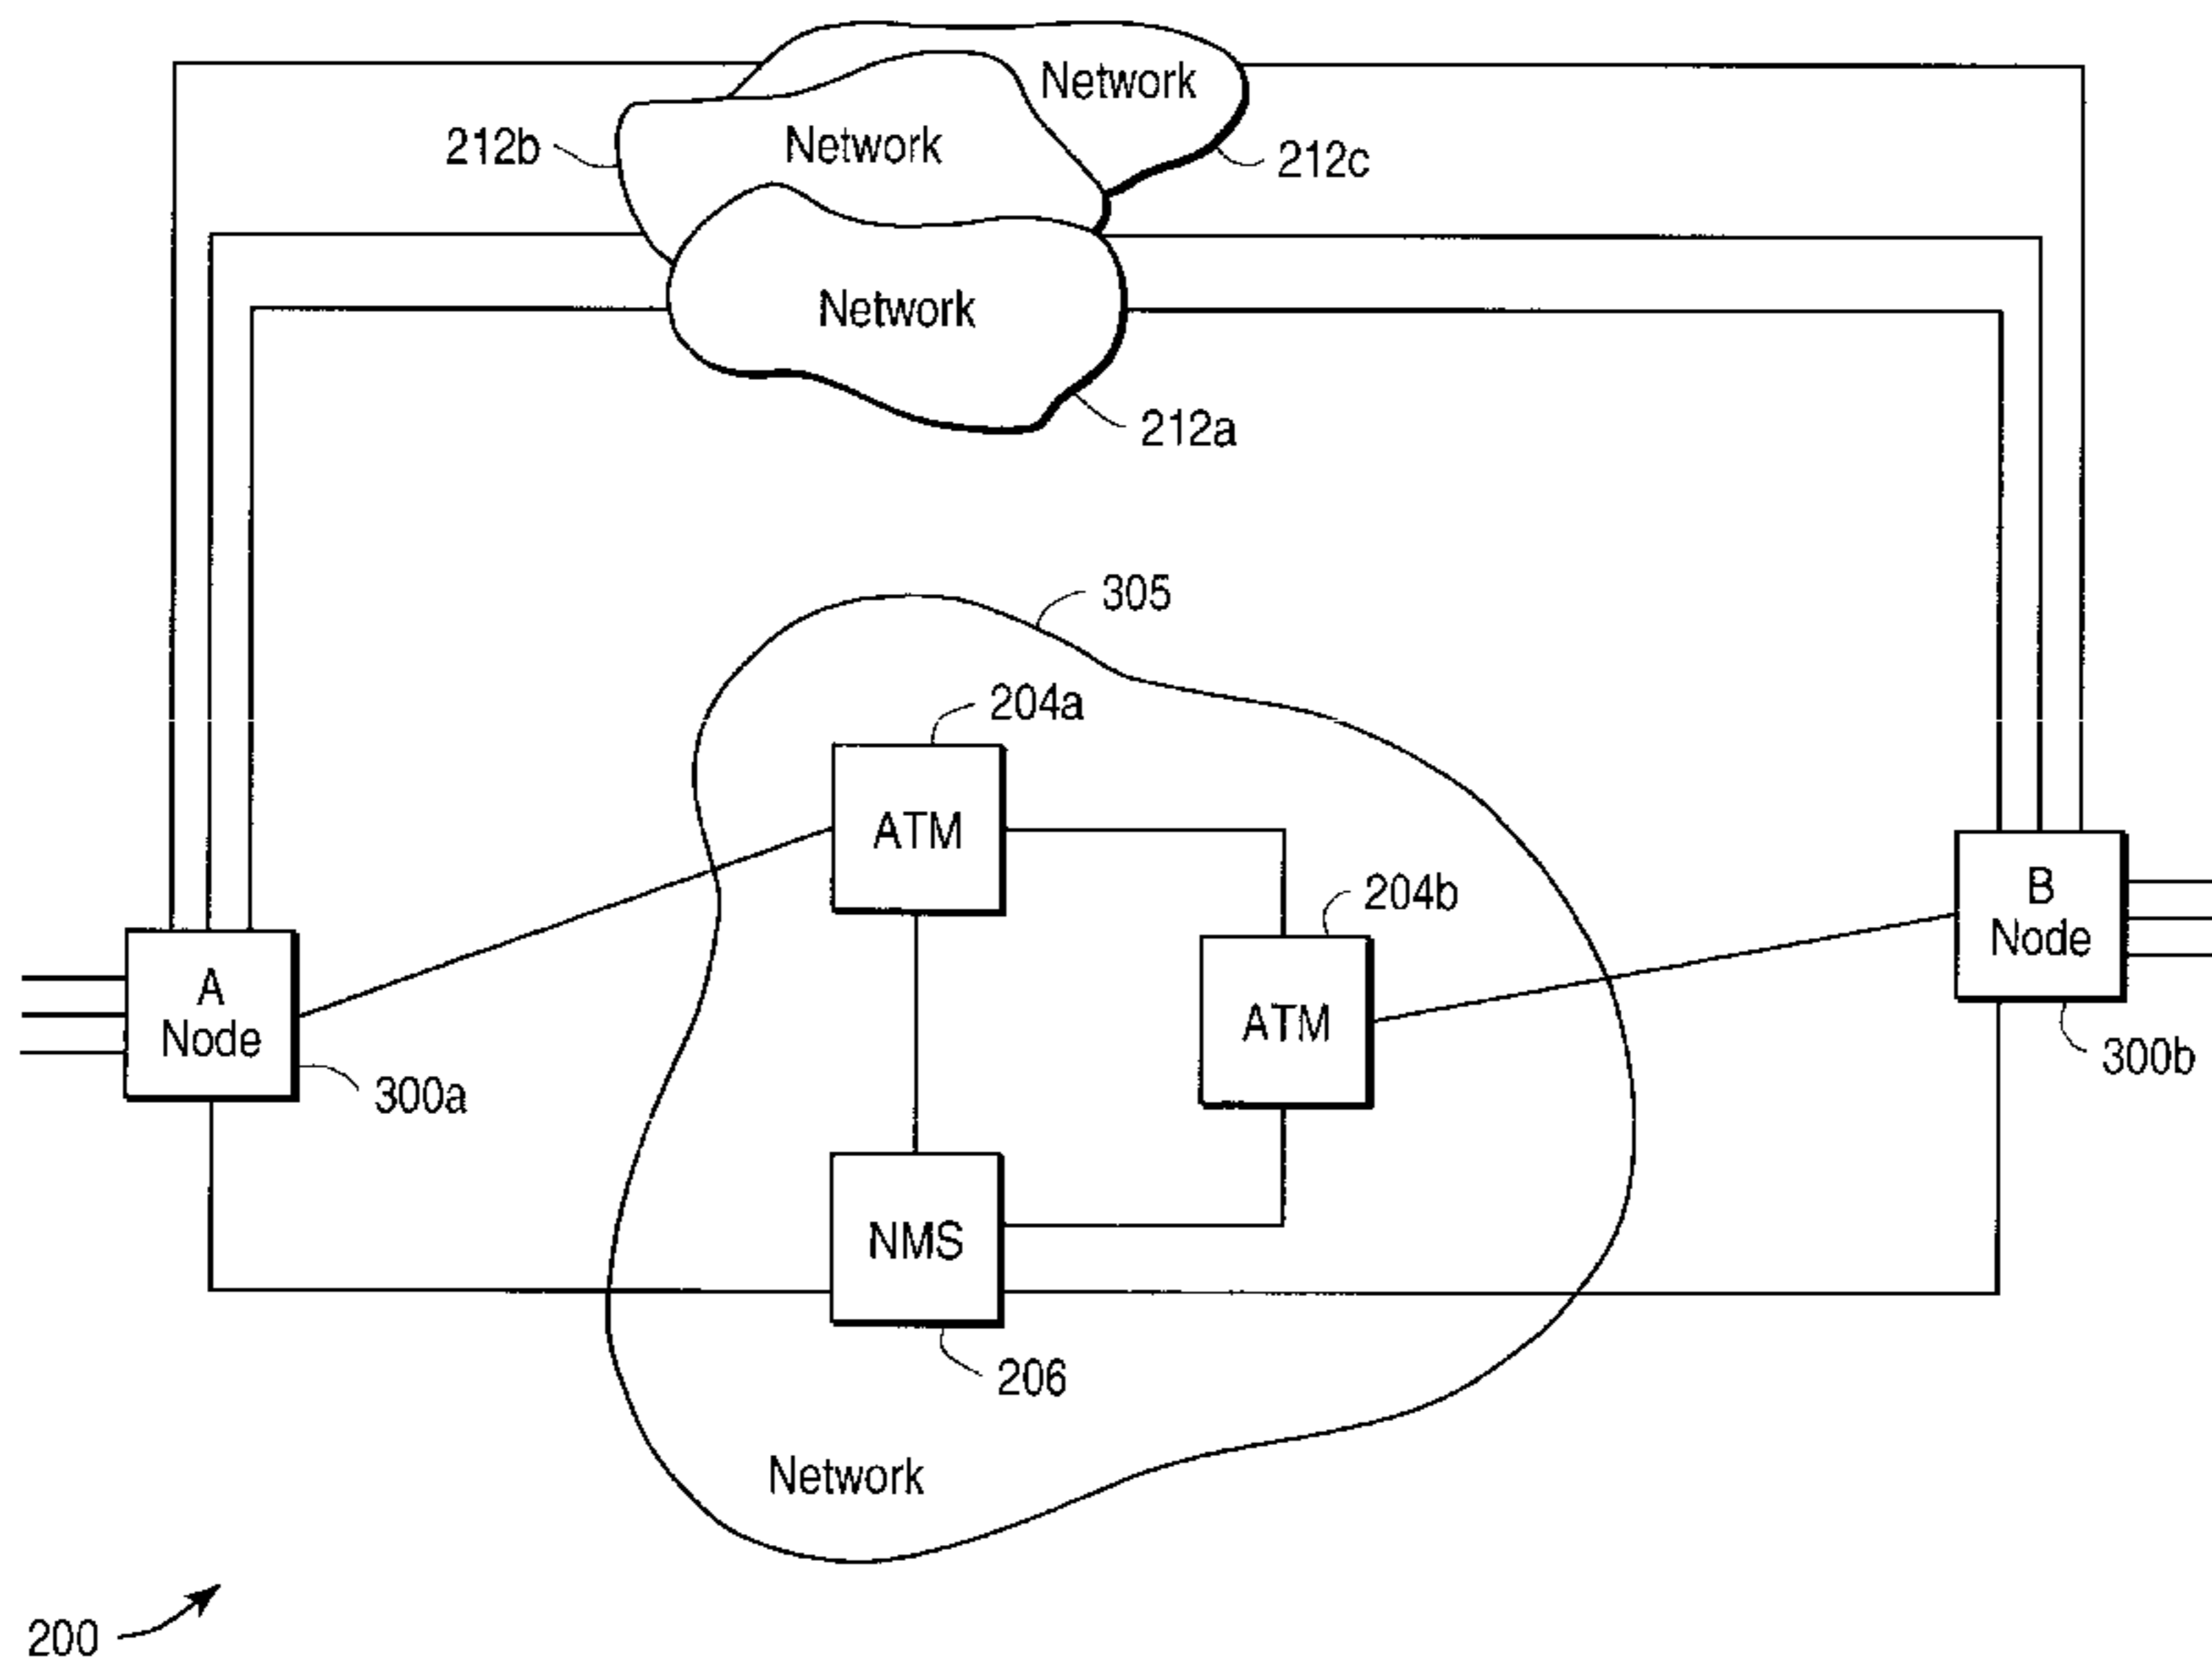 Network
212b
Network
212c
Network
212a
305
204a
ATM
204b
B
Node
A
Node
ATM
300b
300a
NMS
206
Network
200